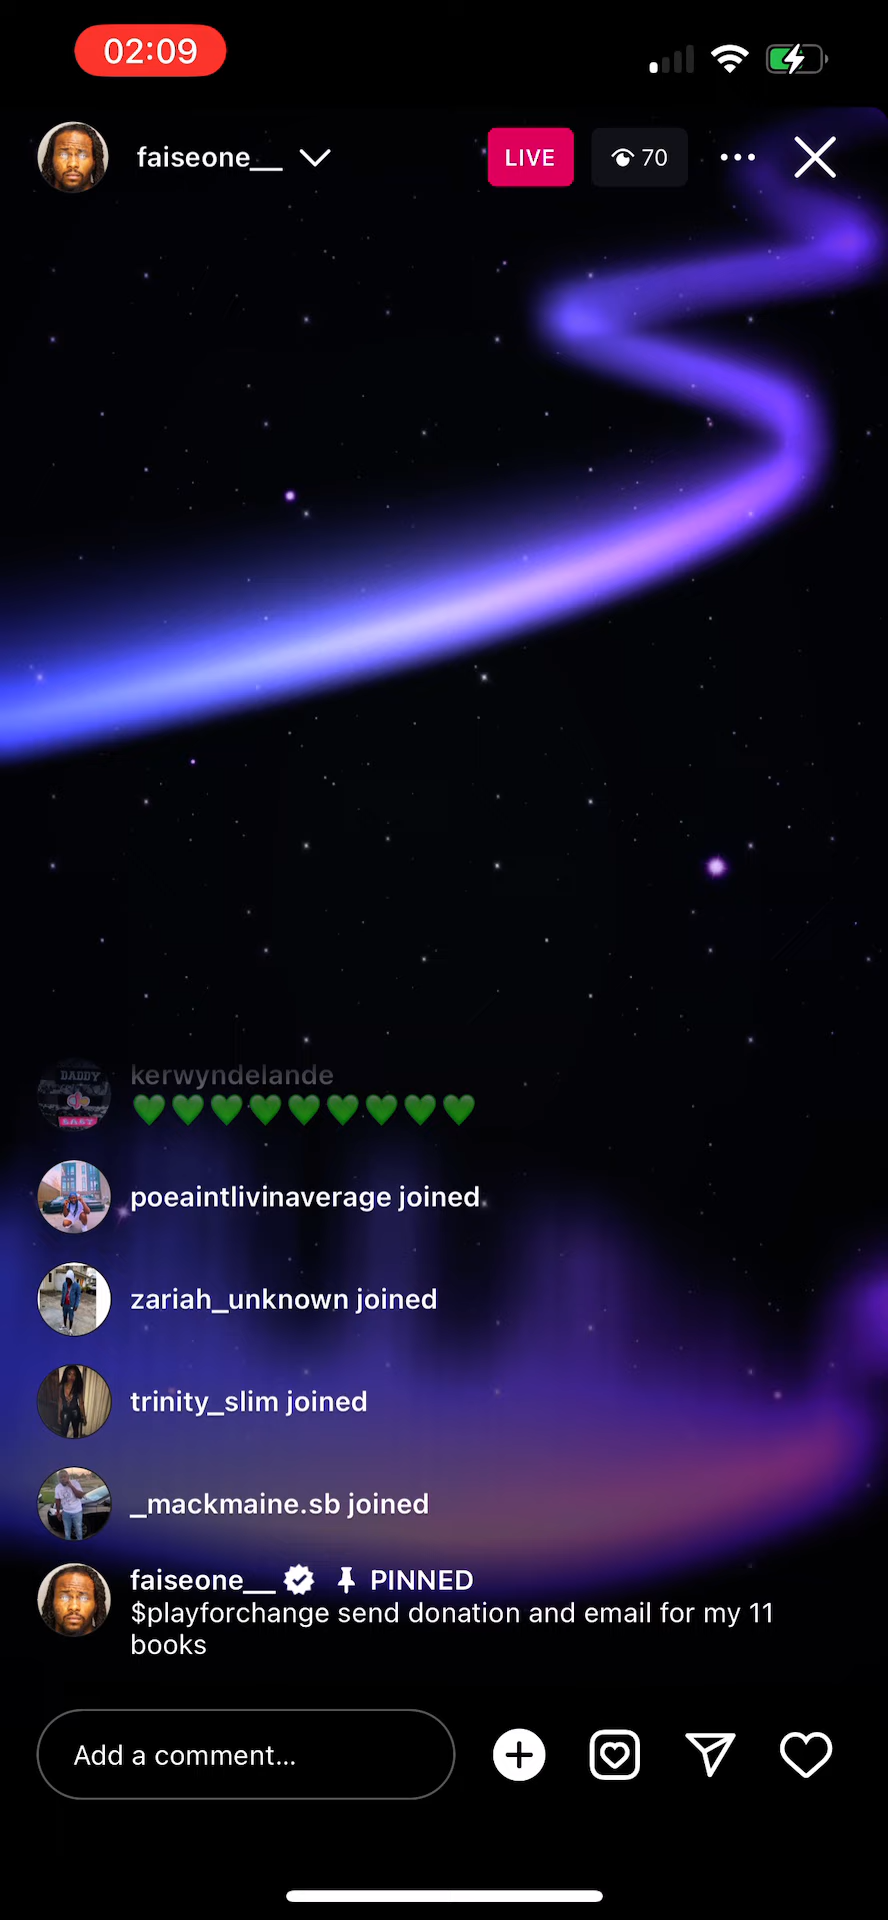 02:09
faiseone__
LIVE
70
kerwyndelande
💚💚💚💚💚💚💚💚💚
DADDY
poeaintlivinaverage joined
zariah_unknown joined
trinity_slim joined
_mackmaine.sb joined
faiseone__ PINNED
$playforchange send donation and email for my 11
books
Add a comment...